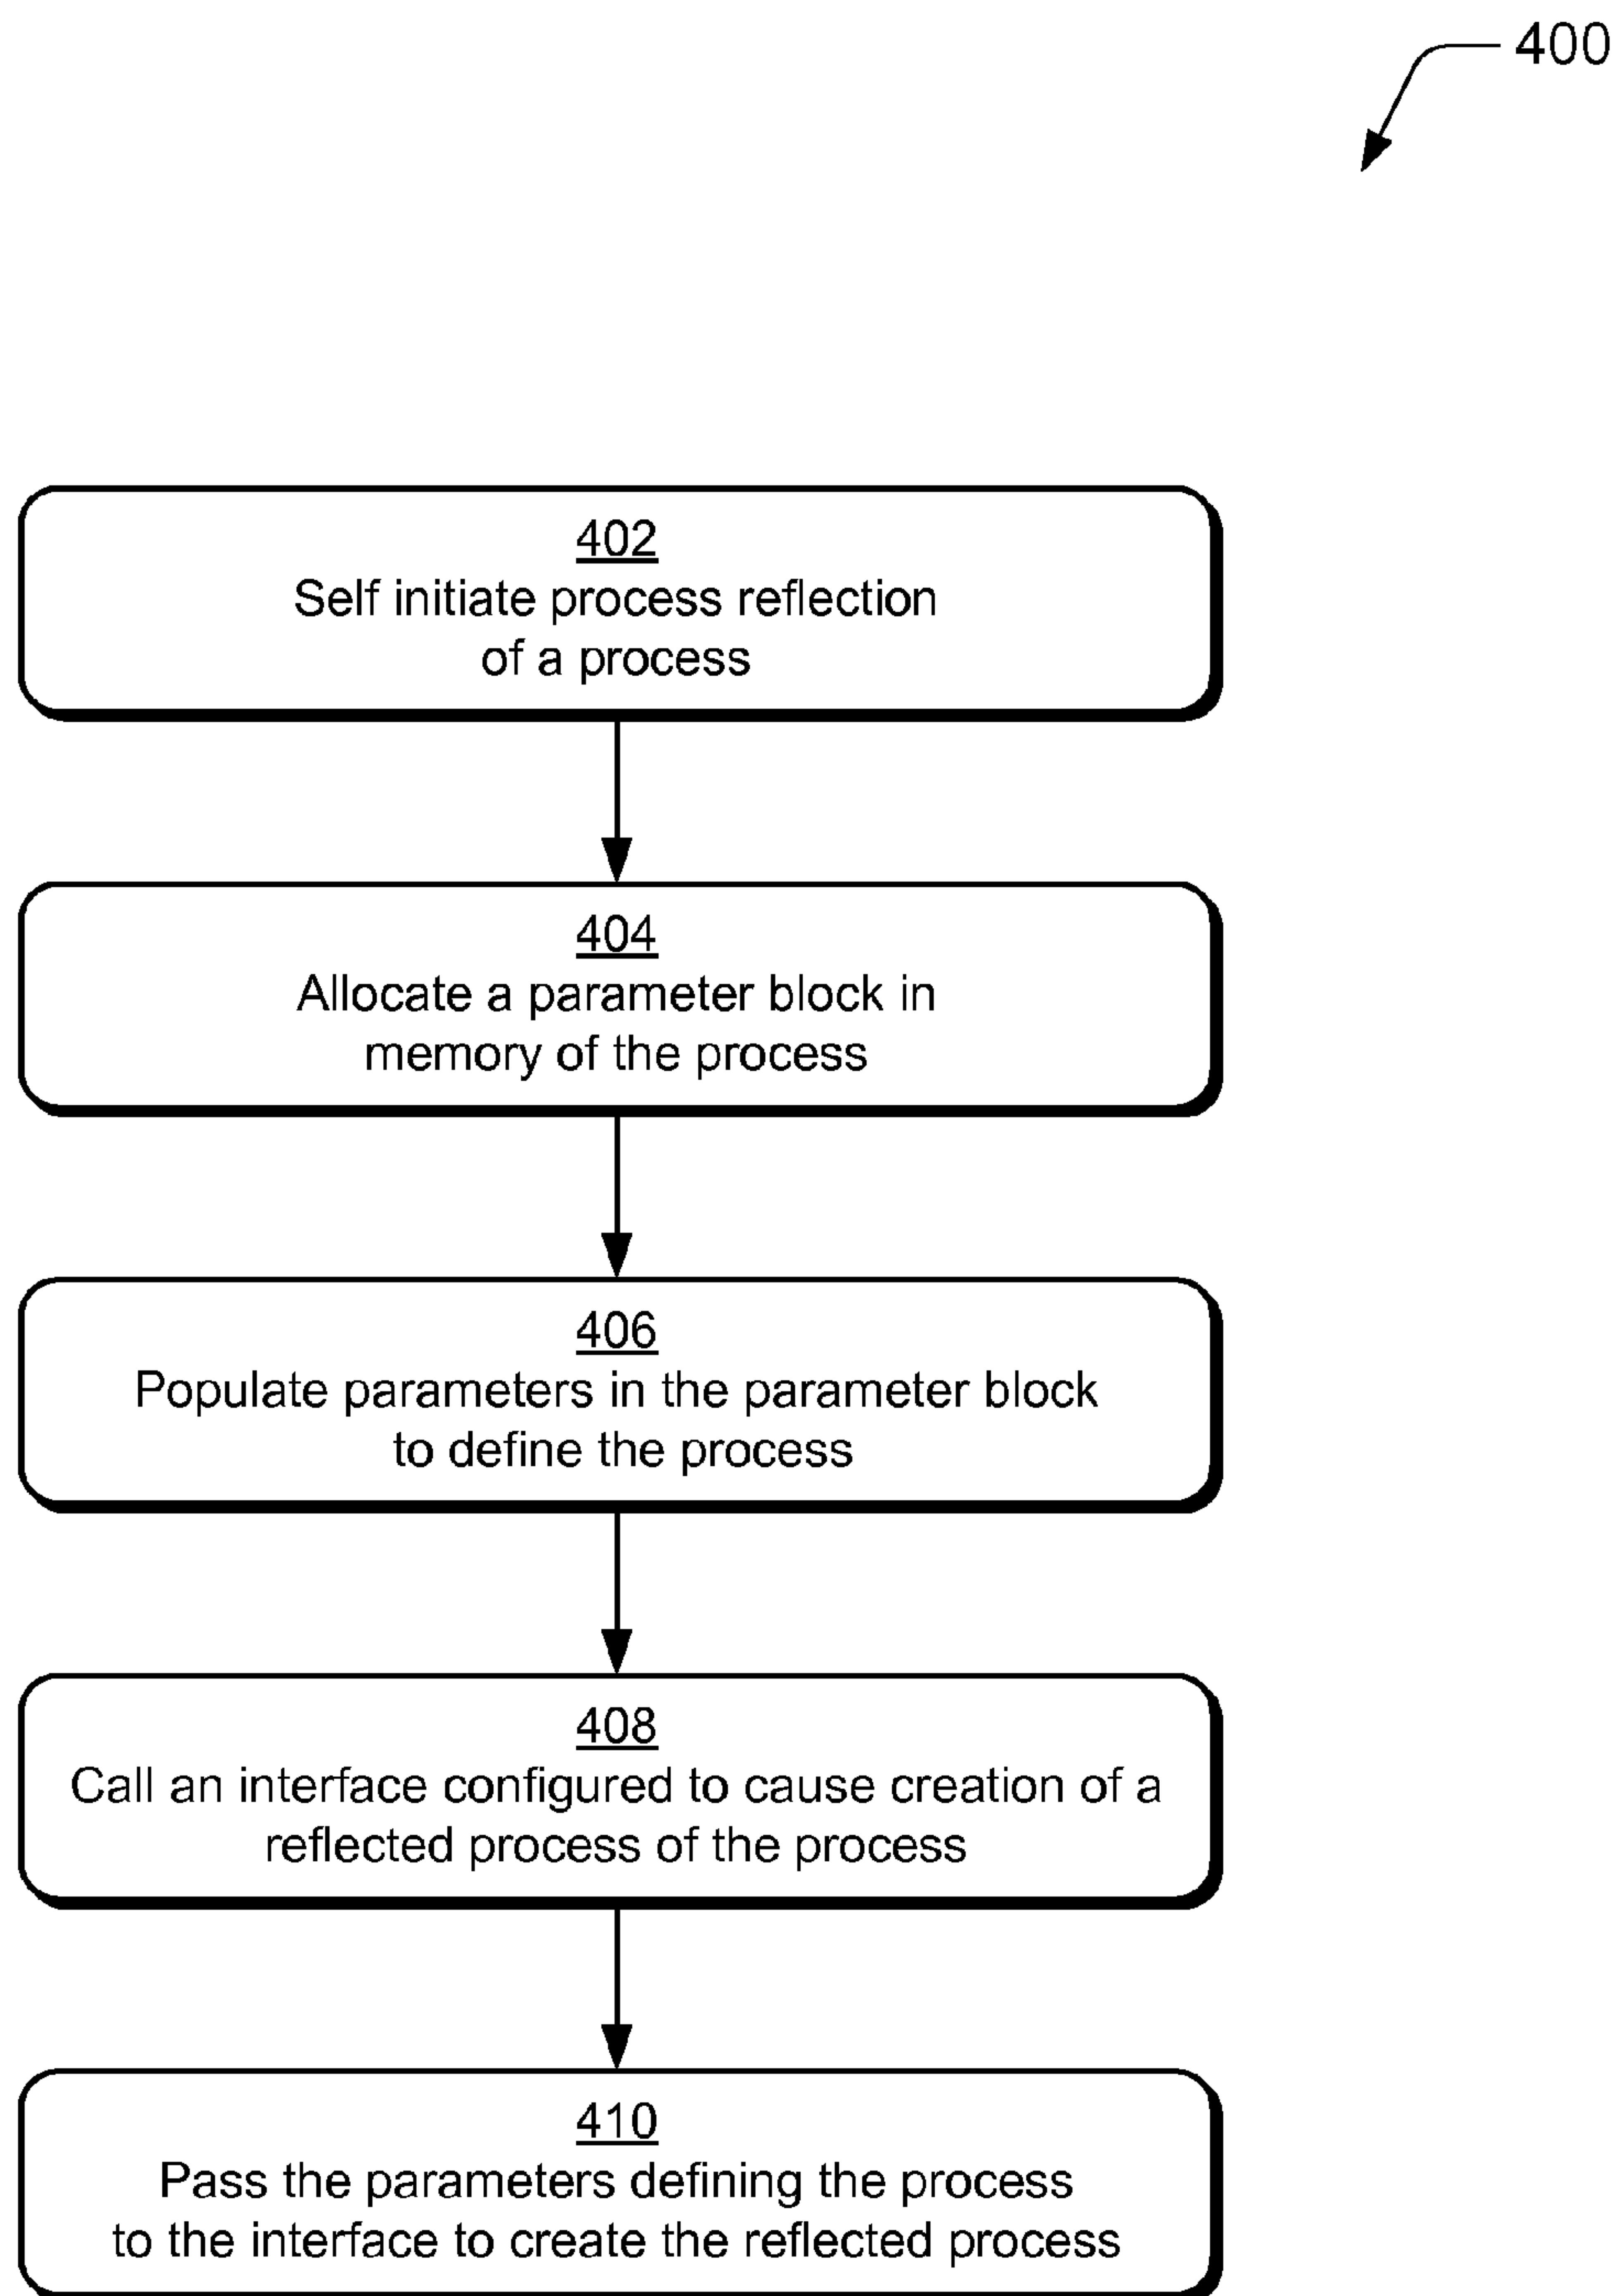 400
402
Self initiate process reflection
of a process
404
Allocate a parameter block in
memory of the process
406
Populate parameters in the parameter block
to define the process
408
Call an interface configured to cause creation of a
reflected process of the process
410
Pass the parameters defining the process
to the interface to create the reflected process